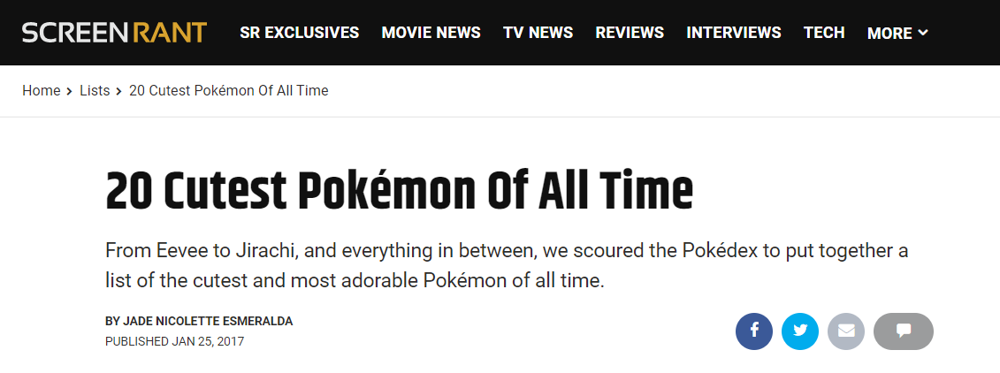 SCREENRANT SR EXCLUSIVES MOVIE NEWS TV NEWS REVIEWS INTERVIEWS TECH MORE
Home > Lists > 20 Cutest Pokémon Of All Time
20 Cutest Pokémon Of All Time
From Eevee to Jirachi, and everything in between, we scoured the Pokédex to put together a
list of the cutest and most adorable Pokémon of all time.
BY JADE NICOLETTE ESMERALDA
PUBLISHED JAN 25, 2017